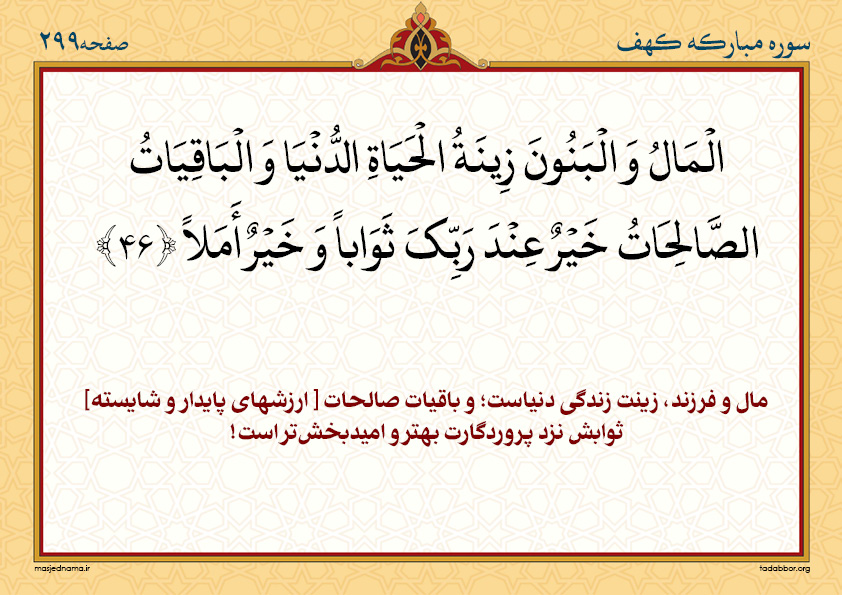 سوره مبارکه کهف
صفحه۲۹۹
الْمَالُ وَ الْبَنُونَ زِينَةُ الْحَيَاةِ الدُّنْيَا وَ الْبَاقِيَاتُ
الصَّالِحَاتُ خَيْرٌ عِنْدَ رَبِّکَ ثَوَاباً وَ خَيْرٌ أَمَلاً ﴿۴۶﴾
مال و فرزند، زینت زندگی دنیاست؛ و باقیات صالحات [ ارزشهای پایدار و شایسته]
ثوابش نزد پروردگارت بهتر و امیدبخش‌تر است!
masjednama.ir
tadabbor.org